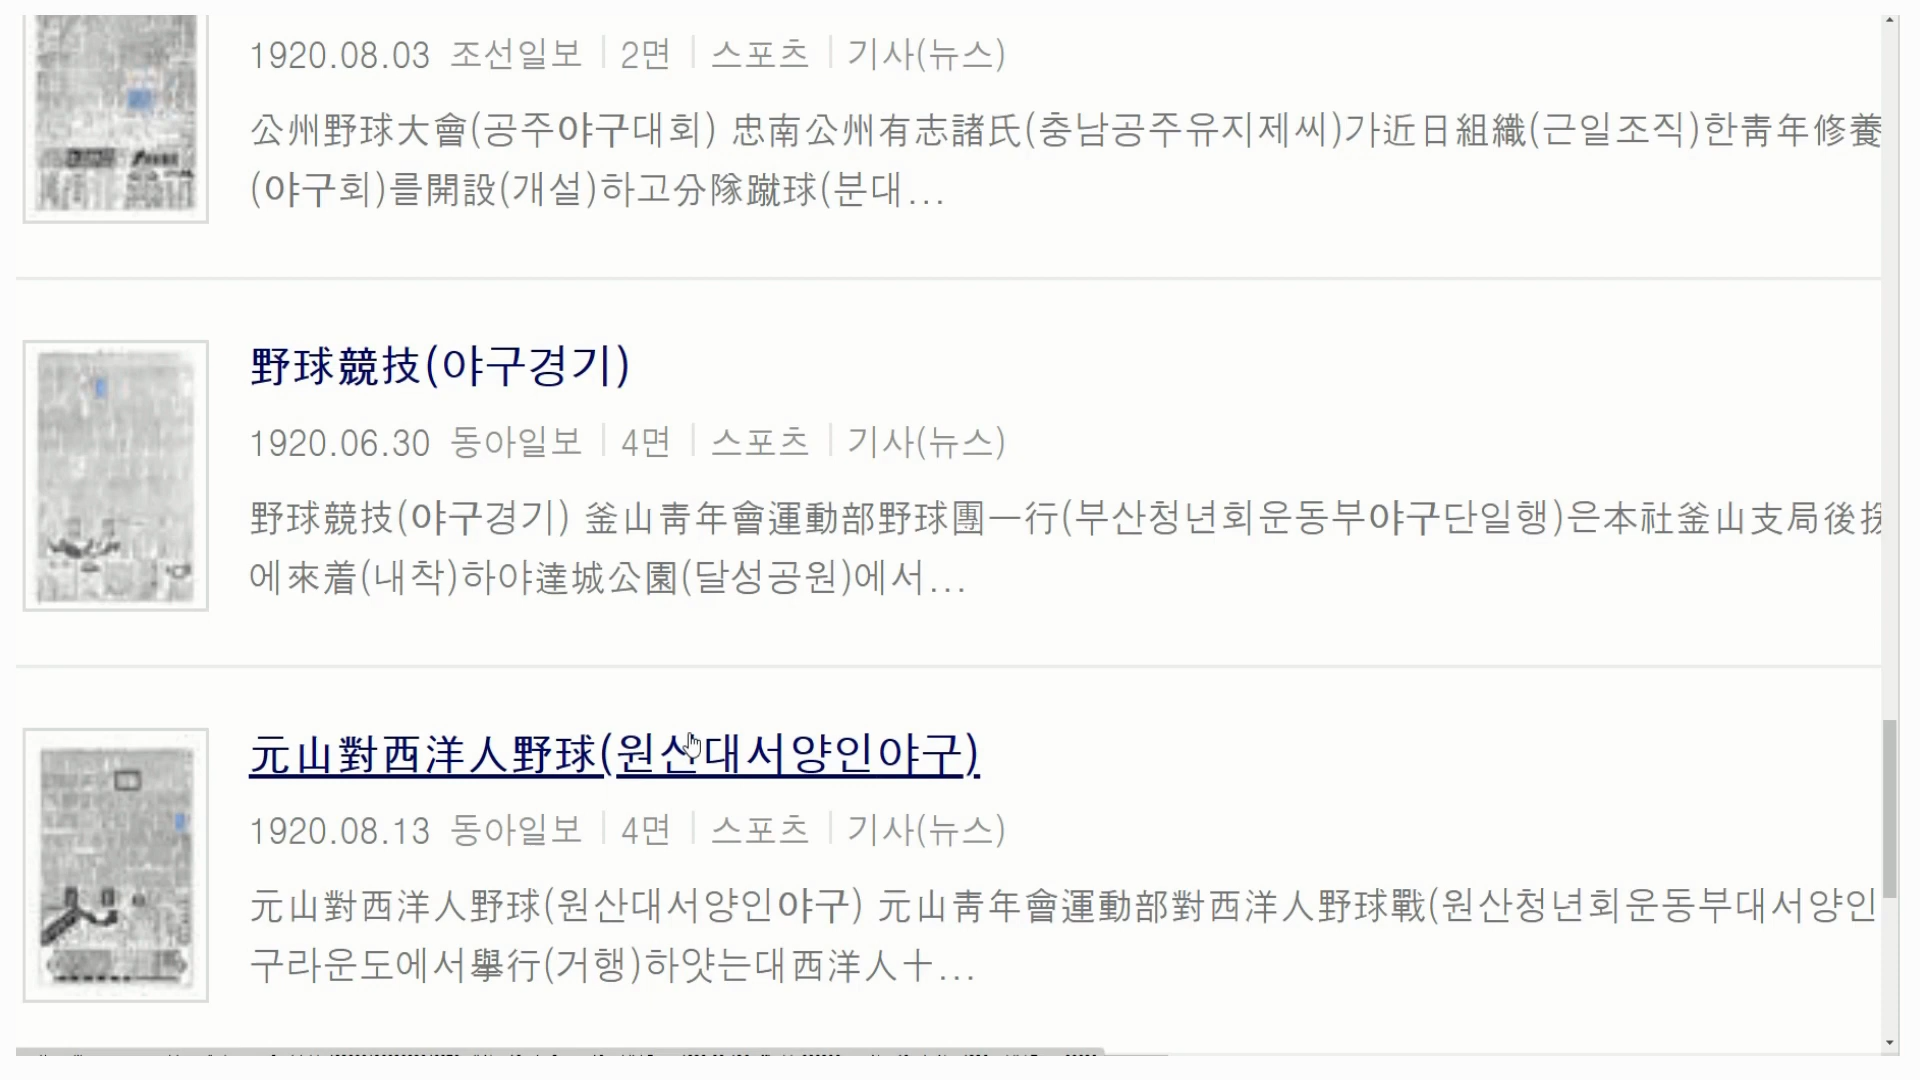 1920.08.03 조선일보 | 2면 | 스포츠 | 기사(뉴스)
公州野球大會(공주야구대회) 忠南公州有志諸氏(충남공주유지제씨)가近日組織(근일조직)한靑年修養
(야구회)를開設(개설)하고分隊蹴球(분대...
野球競技(야구경기)
1920.06.30 동아일보 | 4면 | 스포츠 | 기사(뉴스)
野球競技(야구경기) 釜山靑年會運動部野球團一行(부산청년회운동부야구단일행)은本社釜山支局後援
에來着(내착)하야達城公園(달성공원)에서...
元山對西洋人野球(원산대서양인야구)
1920.08.13 동아일보 | 4면 | 스포츠 | 기사(뉴스)
元山對西洋人野球(원산대서양인야구) 元山靑年會運動部對西洋人野球戰(원산청년회운동부대서양인
구라운도에서擧行(거행)하얏는대西洋人十...